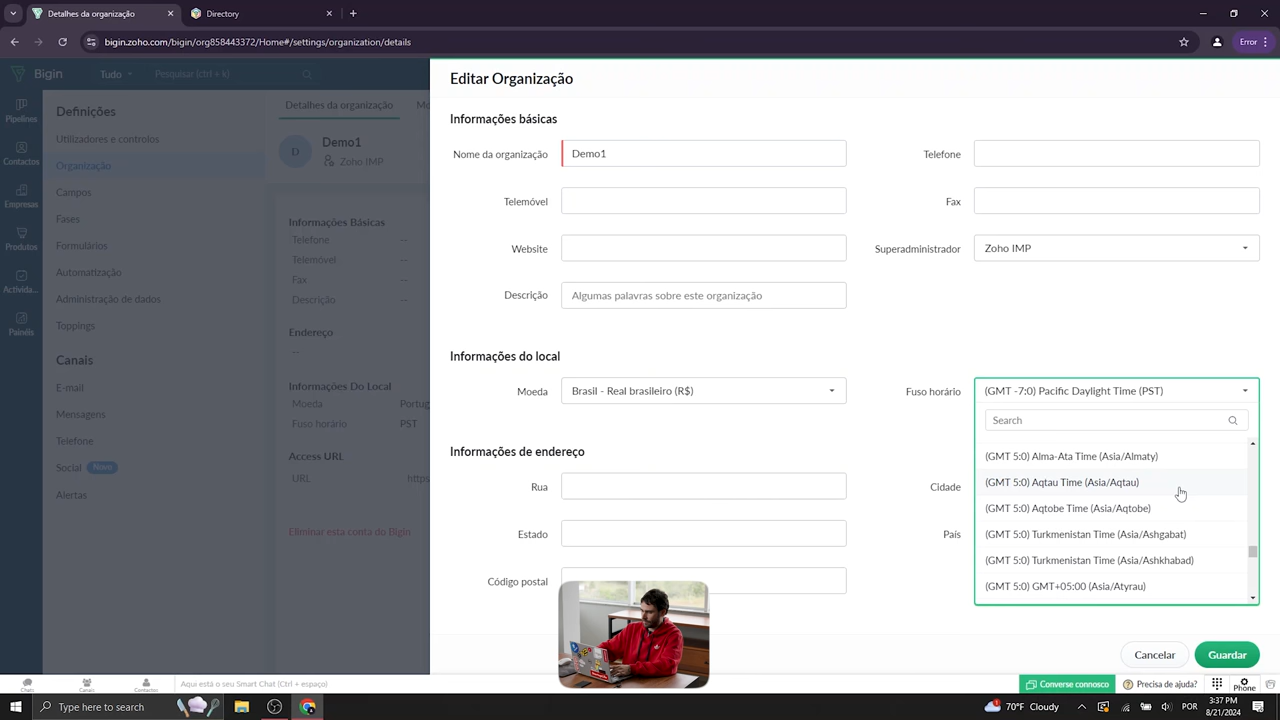 Detalhes da organização
Directory
bigin.zoho.com/bigin/org858443372/Home#/settings/organization/details
Error
Bigin
Tudo
Pesquisar (ctrl + k)
Pipelines
Contactos
Empresas
Produtos
Activida...
Painéis
Definições
Utilizadores e controlos
Organização
Campos
Fases
Formulários
Automatização
Administração de dados
Toppings
Canais
E-mail
Mensagens
Telefone
Social Novo
Alertas
Detalhes da organização
Mo
D
Demo1
Zoho IMP
Informações Básicas
Telefone --
Telemóvel --
Fax --
Descrição --
Endereço
--
Informações Do Local
Moeda Portug
Fuso horário PST
Access URL
URL https
Eliminar esta conta do Bigin
Editar Organização
Informações básicas
Nome da organização Demo1
Telefone
Telemóvel
Fax
Website
Superadministrador Zoho IMP
Descrição Algumas palavras sobre este organização
Informações do local
Moeda Brasil - Real brasileiro (R$)
Fuso horário (GMT -7:0) Pacific Daylight Time (PST)
Search
(GMT 5:0) Alma-Ata Time (Asia/Almaty)
(GMT 5:0) Aqtau Time (Asia/Aqtau)
(GMT 5:0) Aqtobe Time (Asia/Aqtobe)
(GMT 5:0) Turkmenistan Time (Asia/Ashgabat)
(GMT 5:0) Turkmenistan Time (Asia/Ashkhabad)
(GMT 5:0) GMT+05:00 (Asia/Atyrau)
Informações de endereço
Rua
Cidade
Estado
País
Código postal
Cancelar
Guardar
Chats
Canais
Contactos
Aqui está o seu Smart Chat (Ctrl + espaço)
Converse connosco
Precisa de ajuda?
Phone
Type here to search
70°F Cloudy
POR
3:37 PM
8/21/2024